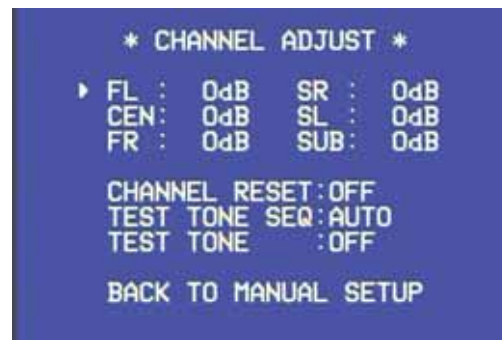 * CHANNEL ADJUST *
FL : 0dB SR : 0dB
CEN: 0dB SL : 0dB
FR : 0dB SUB: 0dB
CHANNEL RESET:OFF
TEST TONE SEQ:AUTO
TEST TONE :OFF
BACK TO MANUAL SETUP